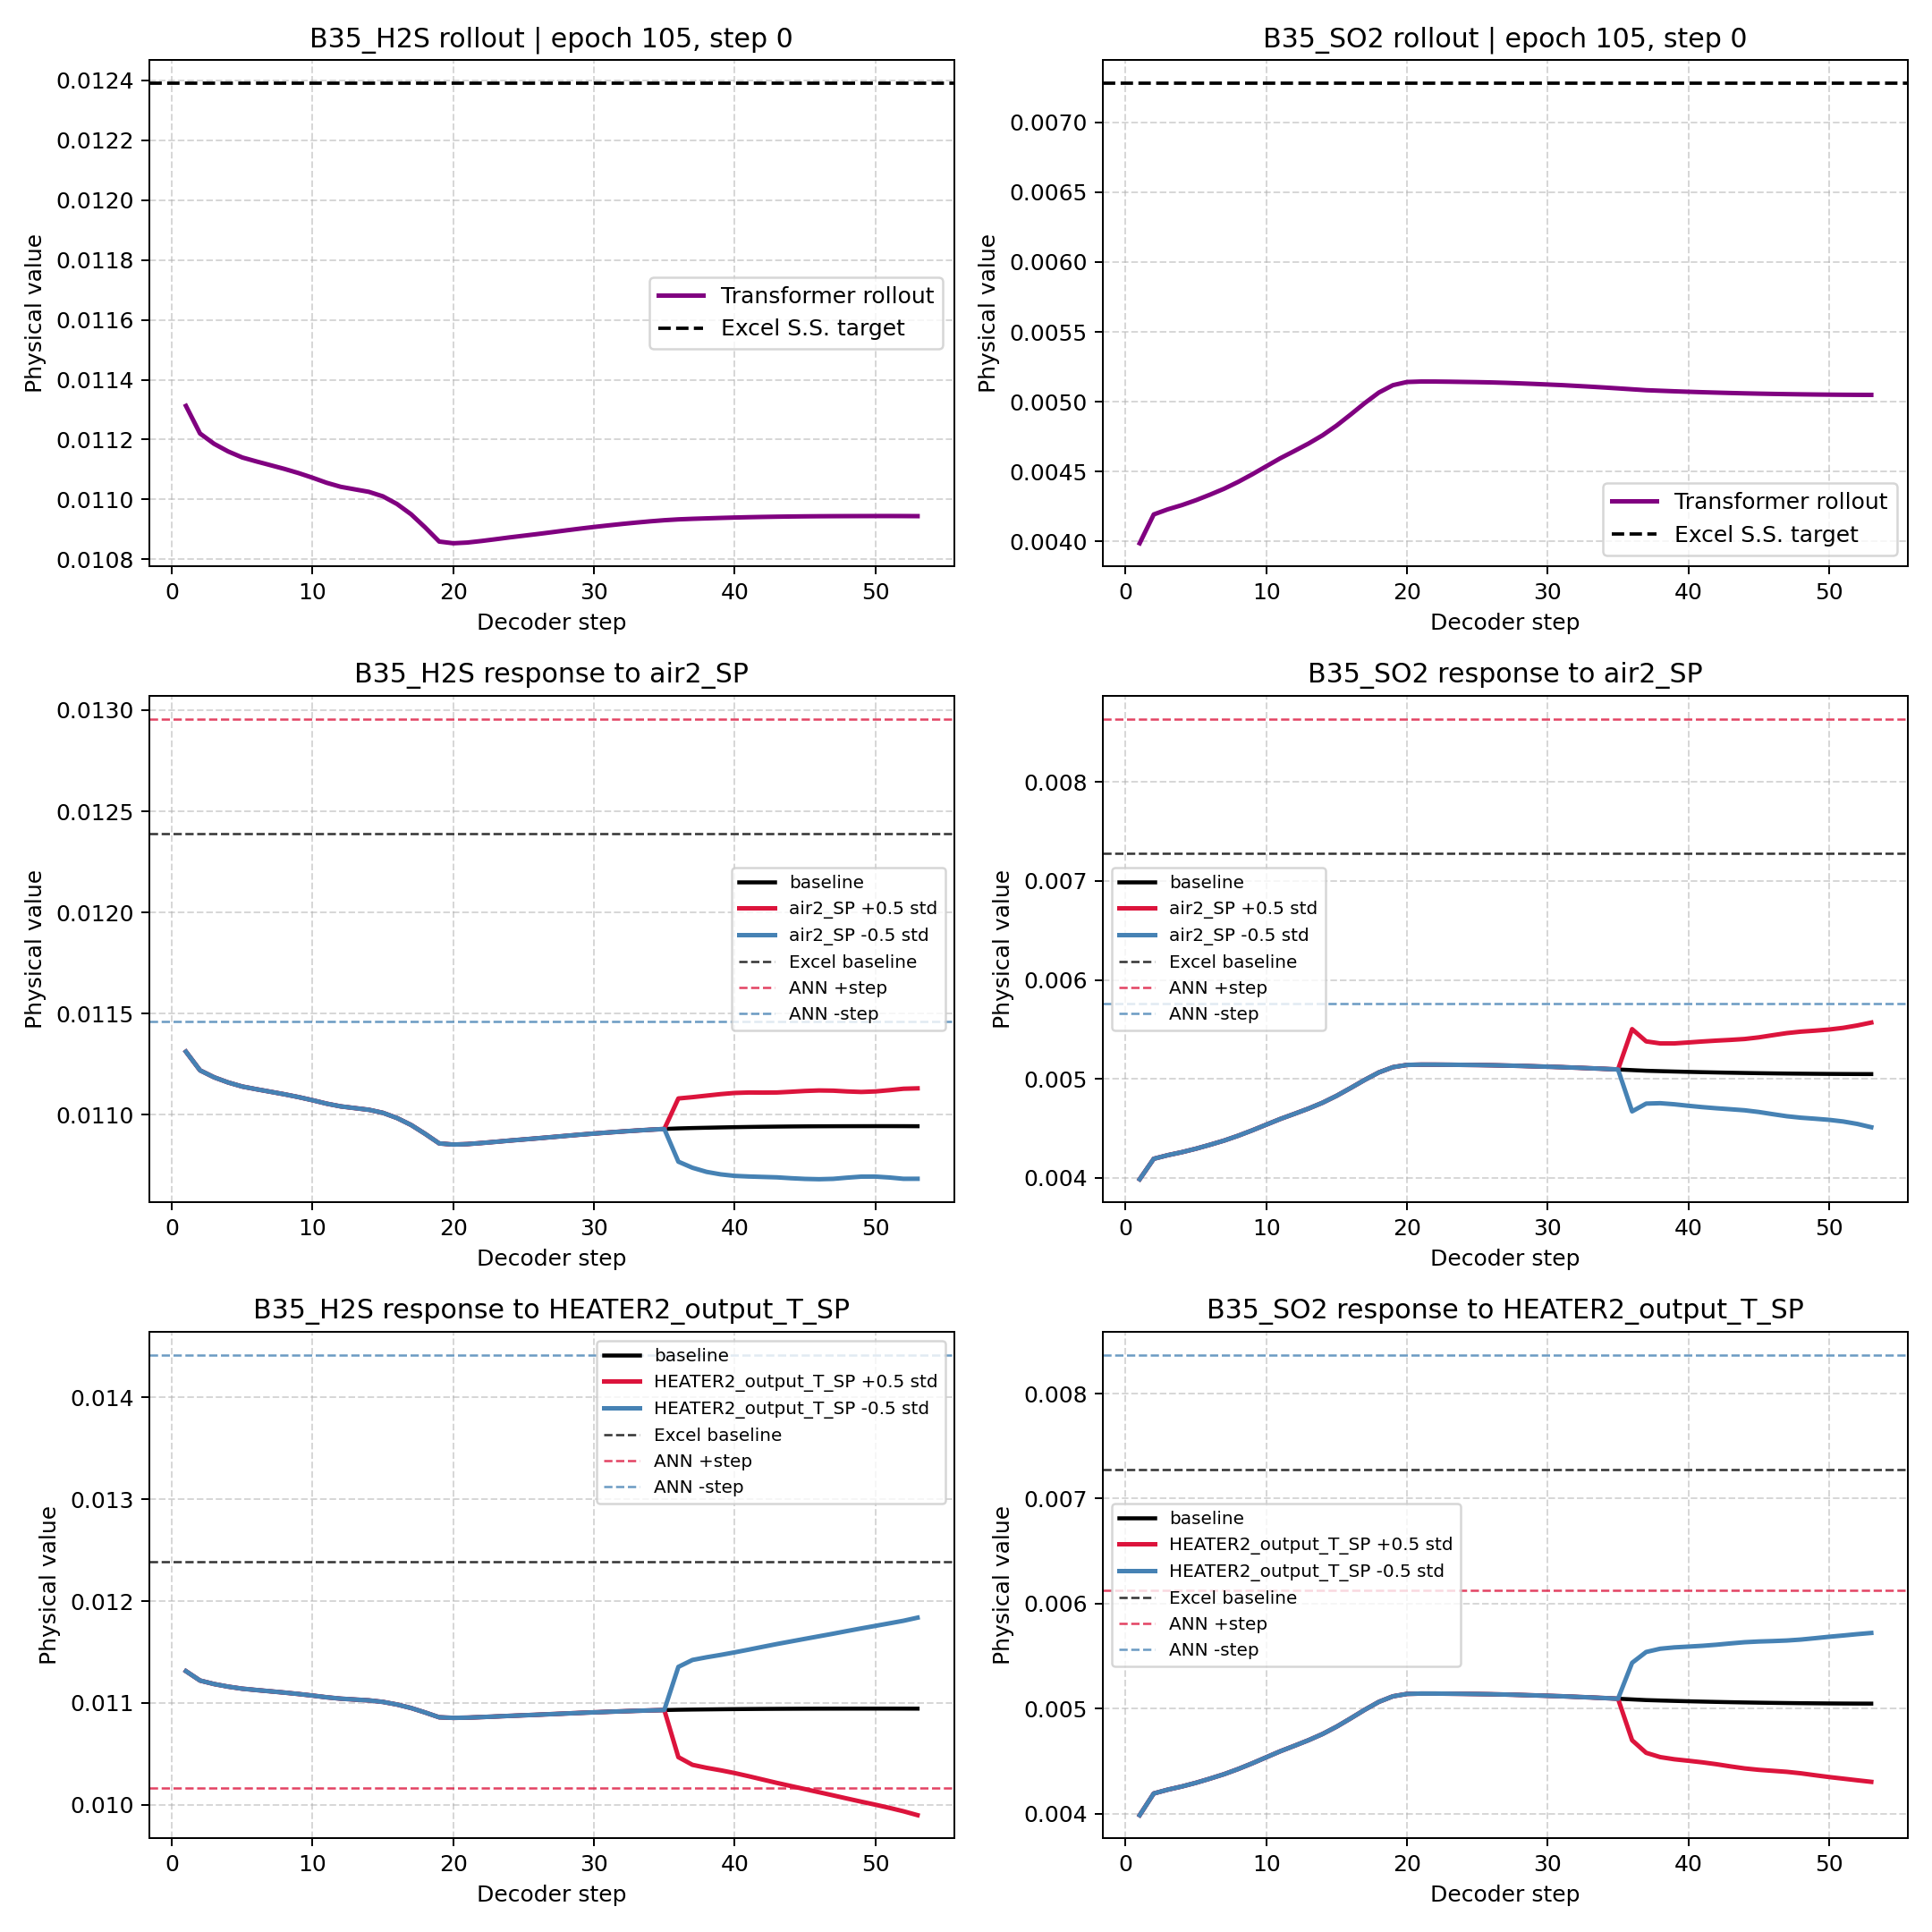 B35_H2S rollout | epoch 105, step 0
Physical value
0.0124
0.0122
0.0120
0.0118
0.0116
0.0114
0.0112
0.0110
0.0108
Transformer rollout
Excel S.S. target
0 10 20 30 40 50
Decoder step
B35_SO2 rollout | epoch 105, step 0
Physical value
0.0070
0.0065
0.0060
0.0055
0.0050
0.0045
0.0040
Transformer rollout
Excel S.S. target
0 10 20 30 40 50
Decoder step
B35_H2S response to air2_SP
Physical value
0.0130
0.0125
0.0120
0.0115
0.0110
baseline
air2_SP +0.5 std
air2_SP -0.5 std
Excel baseline
ANN +step
ANN -step
0 10 20 30 40 50
Decoder step
B35_SO2 response to air2_SP
Physical value
0.008
0.007
0.006
0.005
0.004
baseline
air2_SP +0.5 std
air2_SP -0.5 std
Excel baseline
ANN +step
ANN -step
0 10 20 30 40 50
Decoder step
B35_H2S response to HEATER2_output_T_SP
Physical value
0.014
0.013
0.012
0.011
0.010
baseline
HEATER2_output_T_SP +0.5 std
HEATER2_output_T_SP -0.5 std
Excel baseline
ANN +step
ANN -step
0 10 20 30 40 50
Decoder step
B35_SO2 response to HEATER2_output_T_SP
Physical value
0.008
0.007
0.006
0.005
0.004
baseline
HEATER2_output_T_SP +0.5 std
HEATER2_output_T_SP -0.5 std
Excel baseline
ANN +step
ANN -step
0 10 20 30 40 50
Decoder step